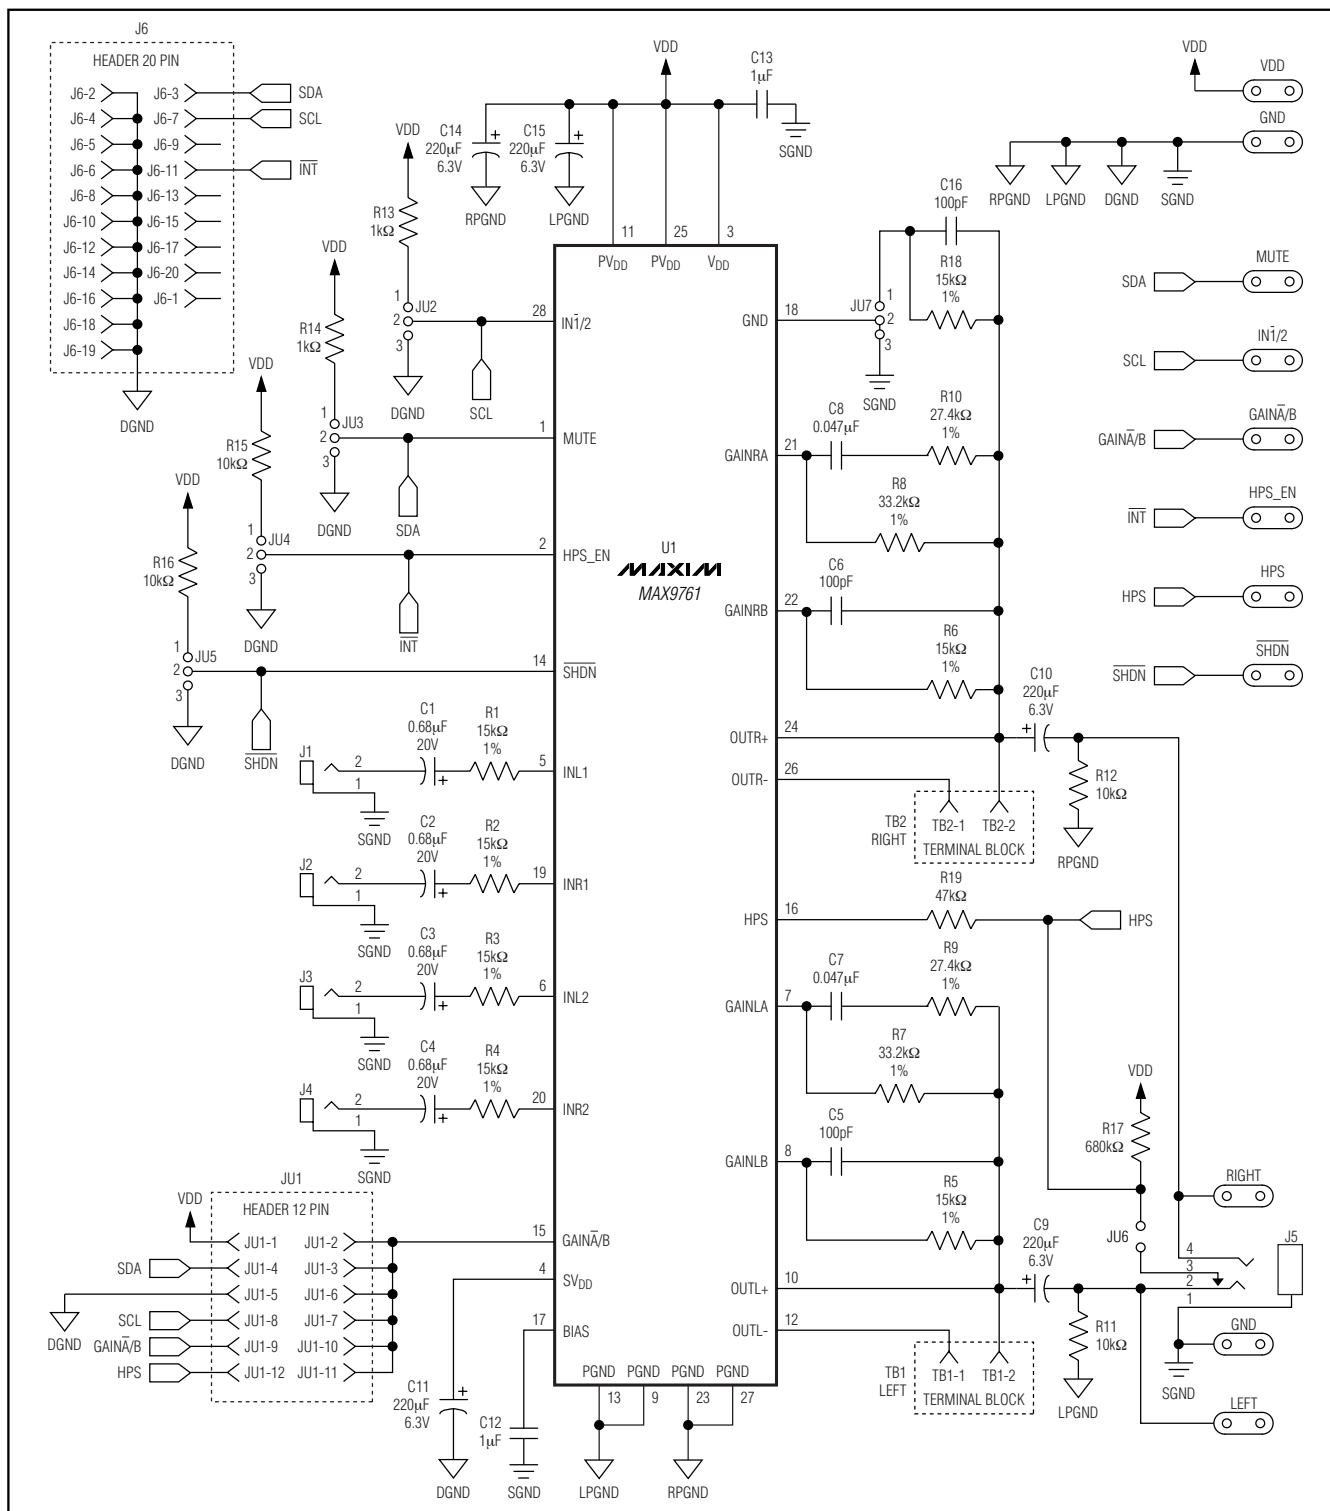 J6
HEADER 20 PIN
J6-2
J6-3
SDA
J6-4
J6-7
SCL
J6-5
J6-9
J6-6
J6-11
INT
J6-8
J6-13
J6-10
J6-15
J6-12
J6-17
J6-14
J6-20
J6-16
J6-1
J6-18
J6-19
DGND
VDD
C13
1µF
SGND
C14
220µF
6.3V
+
RPGND
C15
220µF
6.3V
+
LPGND
VDD
R13
1kΩ
1
JU2
2
3
DGND
SCL
VDD
R14
1kΩ
1
JU3
2
3
DGND
SDA
VDD
R15
10kΩ
1
JU4
2
3
DGND
INT
VDD
R16
10kΩ
1
JU5
2
3
DGND
SHDN
11
25
3
PVDD
PVDD
VDD
28
IN1/2
1
MUTE
2
HPS_EN
14
SHDN
U1
MAXIM
MAX9761
J1
2
1
SGND
C1
0.68µF
20V
+
R1
15kΩ
1%
5
INL1
J2
2
1
SGND
C2
0.68µF
20V
+
R2
15kΩ
1%
19
INR1
J3
2
1
SGND
C3
0.68µF
20V
+
R3
15kΩ
1%
6
INL2
J4
2
1
SGND
C4
0.68µF
20V
+
R4
15kΩ
1%
20
INR2
JU1
HEADER 12 PIN
VDD
JU1-1
JU1-2
SDA
JU1-4
JU1-3
JU1-5
JU1-6
DGND
SCL
JU1-8
JU1-7
GAINA/B
JU1-9
JU1-10
HPS
JU1-12
JU1-11
15
GAINA/B
4
SVDD
17
BIAS
C11
220µF
6.3V
+
DGND
C12
1µF
SGND
PGND
PGND
PGND
PGND
13
9
23
27
LPGND
RPGND
GND
18
JU7
1
2
3
SGND
C16
100pF
R18
15kΩ
1%
GAINRA
21
C8
0.047µF
R10
27.4kΩ
1%
R8
33.2kΩ
1%
GAINRB
22
C6
100pF
R6
15kΩ
1%
OUTR+
24
C10
220µF
6.3V
+
R12
10kΩ
RPGND
OUTR-
26
TB2
RIGHT
TB2-1
TB2-2
TERMINAL BLOCK
HPS
16
R19
47kΩ
HPS
GAINLA
7
C7
0.047µF
R9
27.4kΩ
1%
R7
33.2kΩ
1%
GAINLB
8
C5
100pF
R5
15kΩ
1%
OUTL+
10
C9
220µF
6.3V
+
R11
10kΩ
LPGND
OUTL-
12
TB1
LEFT
TB1-1
TB1-2
TERMINAL BLOCK
VDD
R17
680kΩ
JU6
4
3
2
1
J5
RIGHT
GND
SGND
LEFT
VDD
VDD
GND
RPGND
LPGND
DGND
SGND
MUTE
SDA
IN1/2
SCL
GAINA/B
GAINA/B
HPS_EN
INT
HPS
HPS
SHDN
SHDN